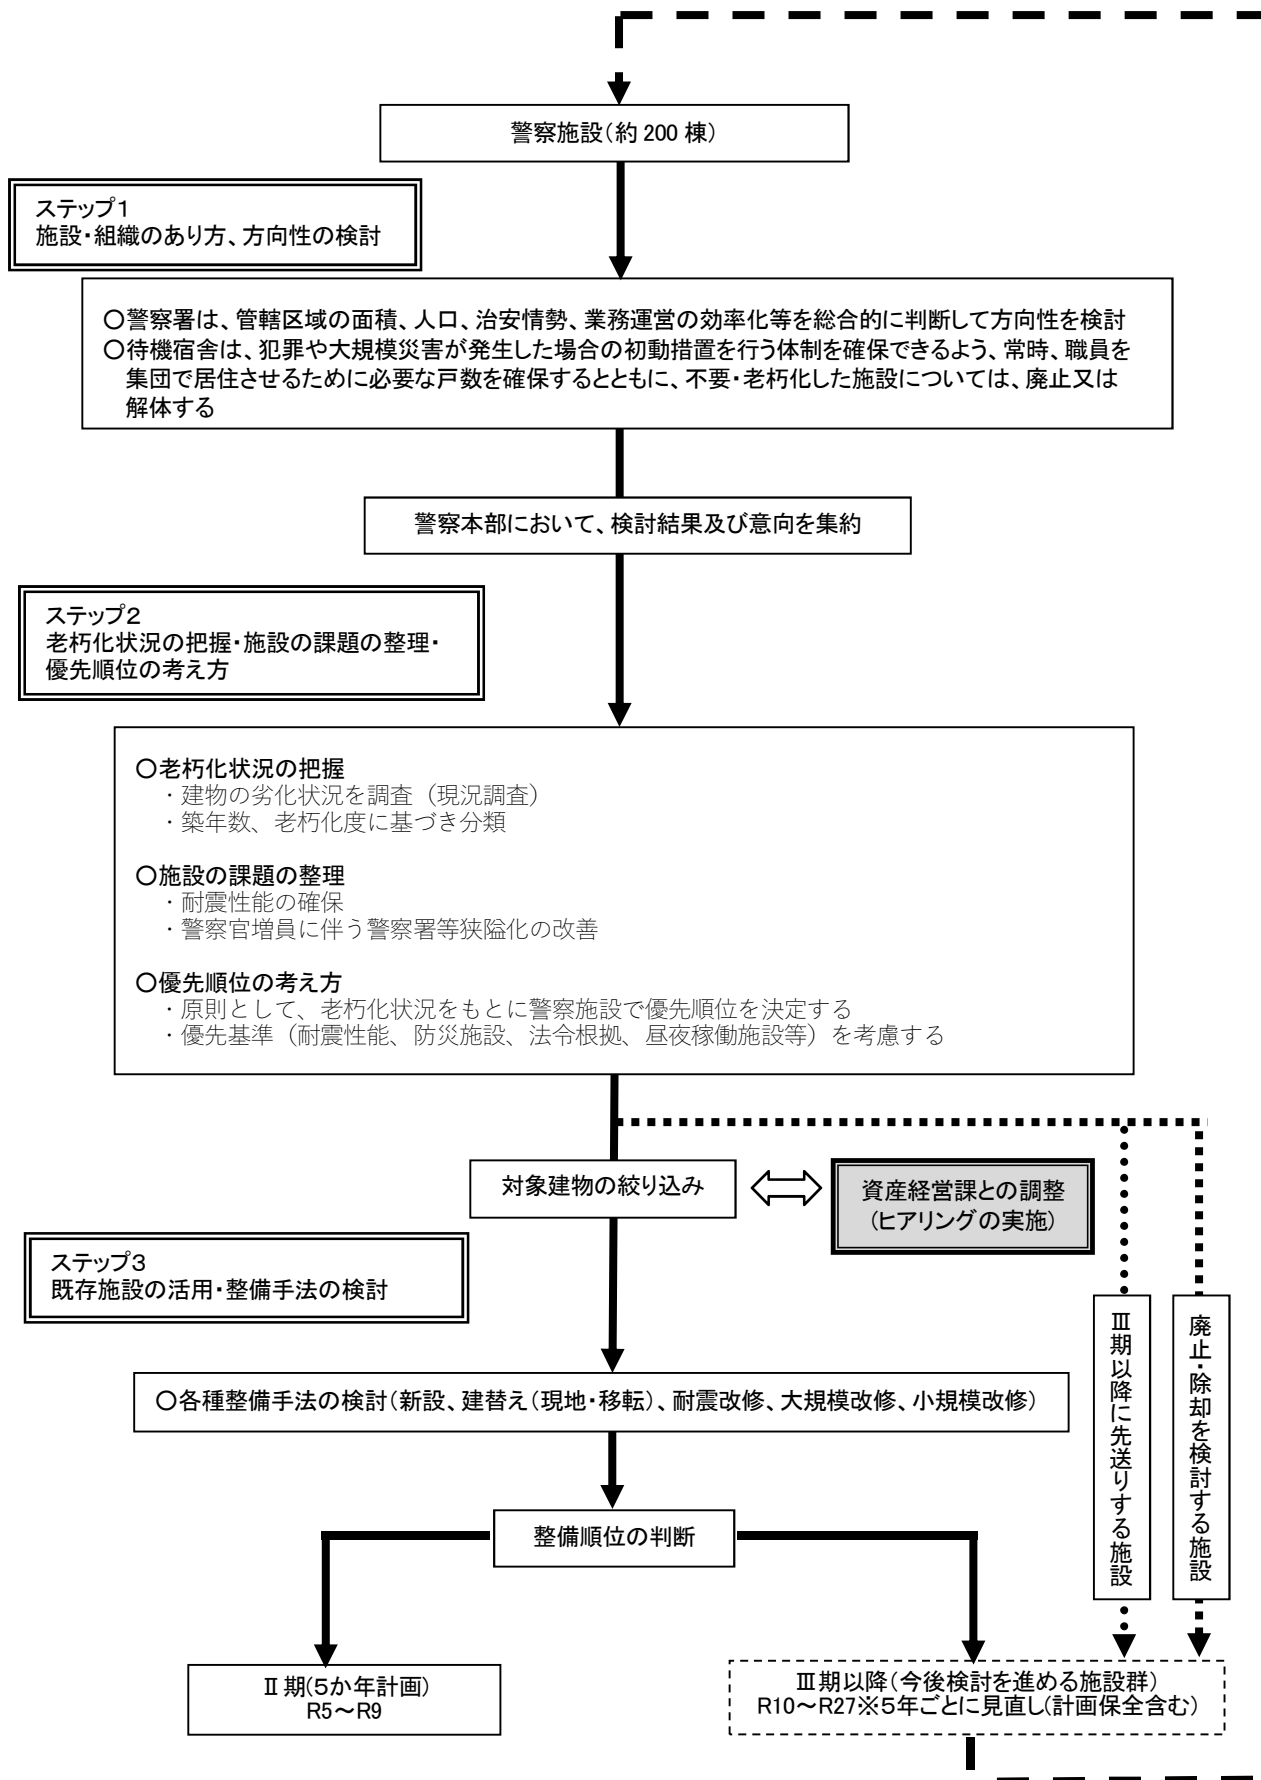 警察施設（約200棟）
ステップ１
施設・組織のあり方、方向性の検討
○警察署は、管轄区域の面積、人口、治安情勢、業務運営の効率化等を総合的に判断して方向性を検討
○待機宿舎は、犯罪や大規模災害が発生した場合の初動措置を行う体制を確保できるよう、常時、職員を
集団で居住させるために必要な戸数を確保するとともに、不要・老朽化した施設については、廃止又は
解体する
警察本部において、検討結果及び意向を集約
ステップ２
老朽化状況の把握・施設の課題の整理・
優先順位の考え方
○老朽化状況の把握
・建物の劣化状況を調査（現況調査）
・築年数、老朽化度に基づき分類
○施設の課題の整理
・耐震性能の確保
・警察官増員に伴う警察署等狭隘化の改善
○優先順位の考え方
・原則として、老朽化状況をもとに警察施設で優先順位を決定する
・優先基準（耐震性能、防災施設、法令根拠、昼夜稼働施設等）を考慮する
対象建物の絞り込み
資産経営課との調整
（ヒアリングの実施）
ステップ３
既存施設の活用・整備手法の検討
Ⅲ期以降に先送りする施設
廃止・除却を検討する施設
○各種整備手法の検討（新設、建替え（現地・移転）、耐震改修、大規模改修、小規模改修）
整備順位の判断
Ⅱ期(５か年計画)
R5～R9
Ⅲ期以降（今後検討を進める施設群）
R10～R27※５年ごとに見直し（計画保全含む）